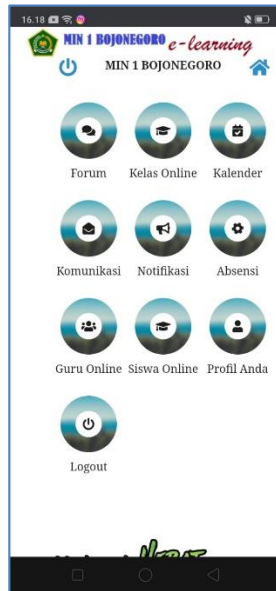 16.18
MIN 1 BOJONEGORO e-learning
MIN 1 BOJONEGORO
Forum Kelas Online Kalender
Komunikasi Notifikasi Absensi
Guru Online Siswa Online Profil Anda
Logout